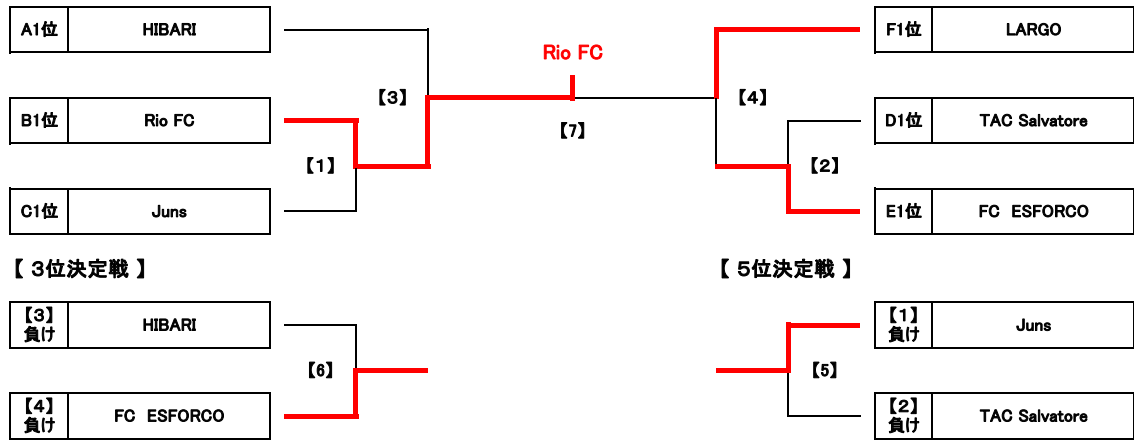 A1位 HIBARI
F1位 LARGO
Rio FC
【3】
【4】
B1位 Rio FC
D1位 TAC Salvatore
【7】
【1】
【2】
C1位 Juns
E1位 FC ESFORCO
【 3位決定戦 】
【 5位決定戦 】
【3】
負け
HIBARI
【1】
負け
Juns
【6】
【5】
【4】
負け
FC ESFORCO
【2】
負け
TAC Salvatore